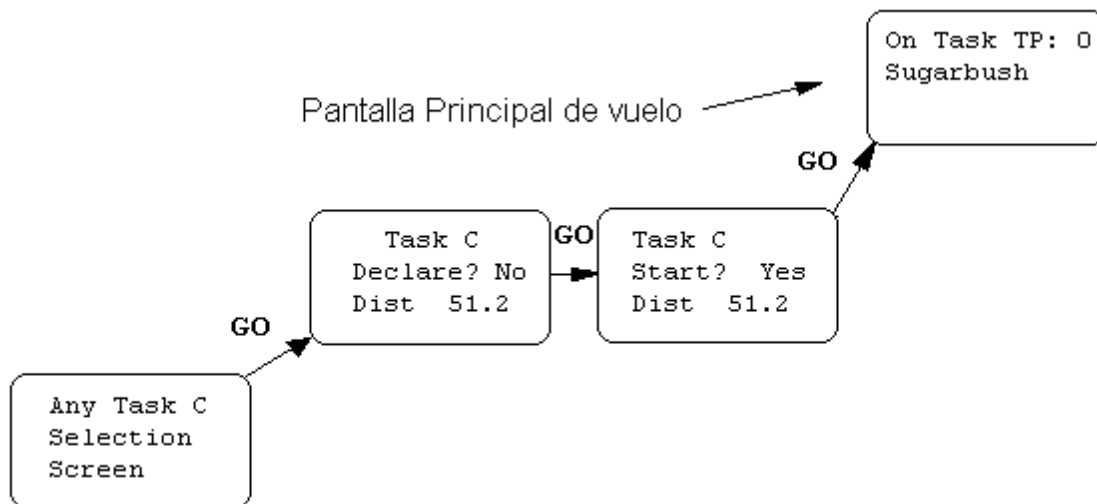 On Task TP: 0
Sugarbush
Pantalla Principal de vuelo
GO
Task C
Declare? No
Dist 51.2
GO
Task C
Start? Yes
Dist 51.2
GO
Any Task C
Selection
Screen